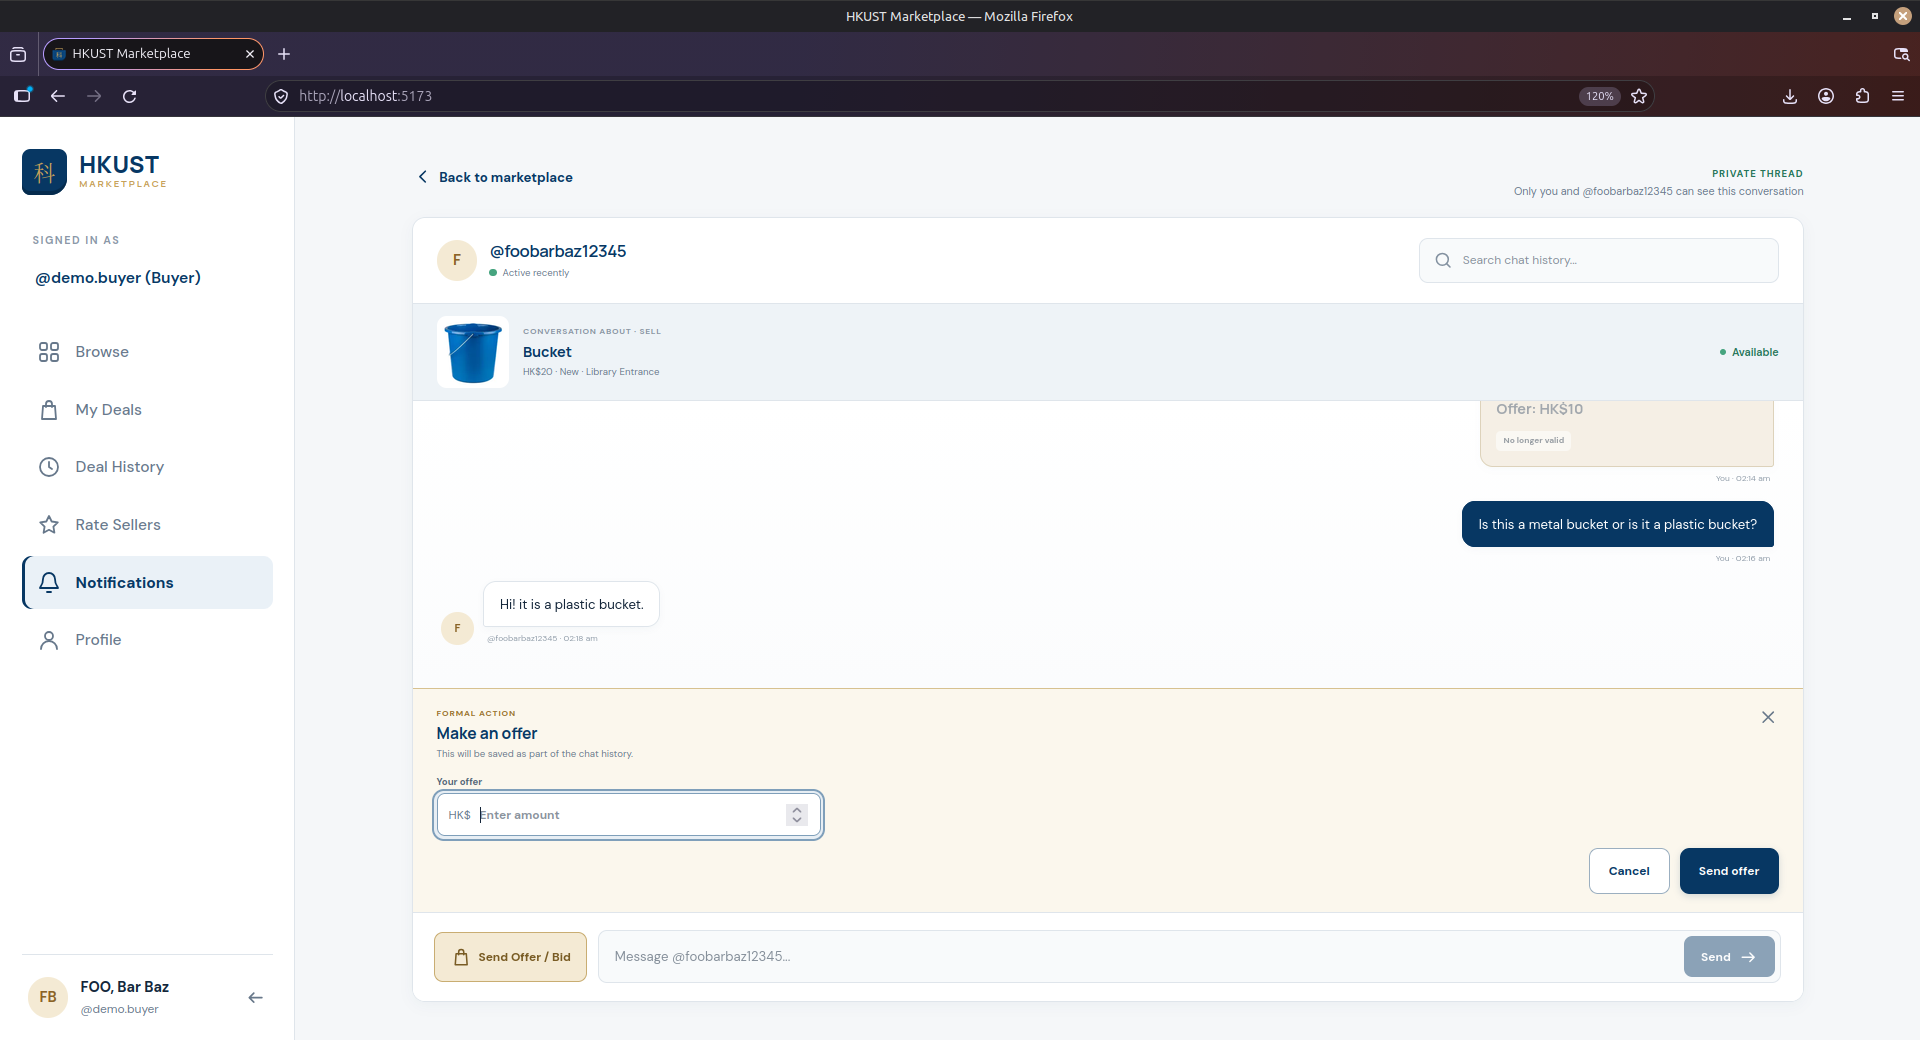 HKUST Marketplace — Mozilla Firefox
HKUST Marketplace
http://localhost:5173
120%
科
HKUST
MARKETPLACE
SIGNED IN AS
@demo.buyer (Buyer)
Browse
My Deals
Deal History
Rate Sellers
Notifications
Profile
FB
FOO, Bar Baz
@demo.buyer
Back to marketplace
PRIVATE THREAD
Only you and @foobarbaz12345 can see this conversation
F
@foobarbaz12345
Active recently
Search chat history...
CONVERSATION ABOUT · SELL
Bucket
HK$20 · New · Library Entrance
Available
Offer: HK$10
No longer valid
You · 02:14 am
Is this a metal bucket or is it a plastic bucket?
You · 02:16 am
Hi! it is a plastic bucket.
F
@foobarbaz12345 · 02:18 am
FORMAL ACTION
Make an offer
This will be saved as part of the chat history.
Your offer
HK$ Enter amount
Cancel
Send offer
Send Offer / Bid
Message @foobarbaz12345...
Send